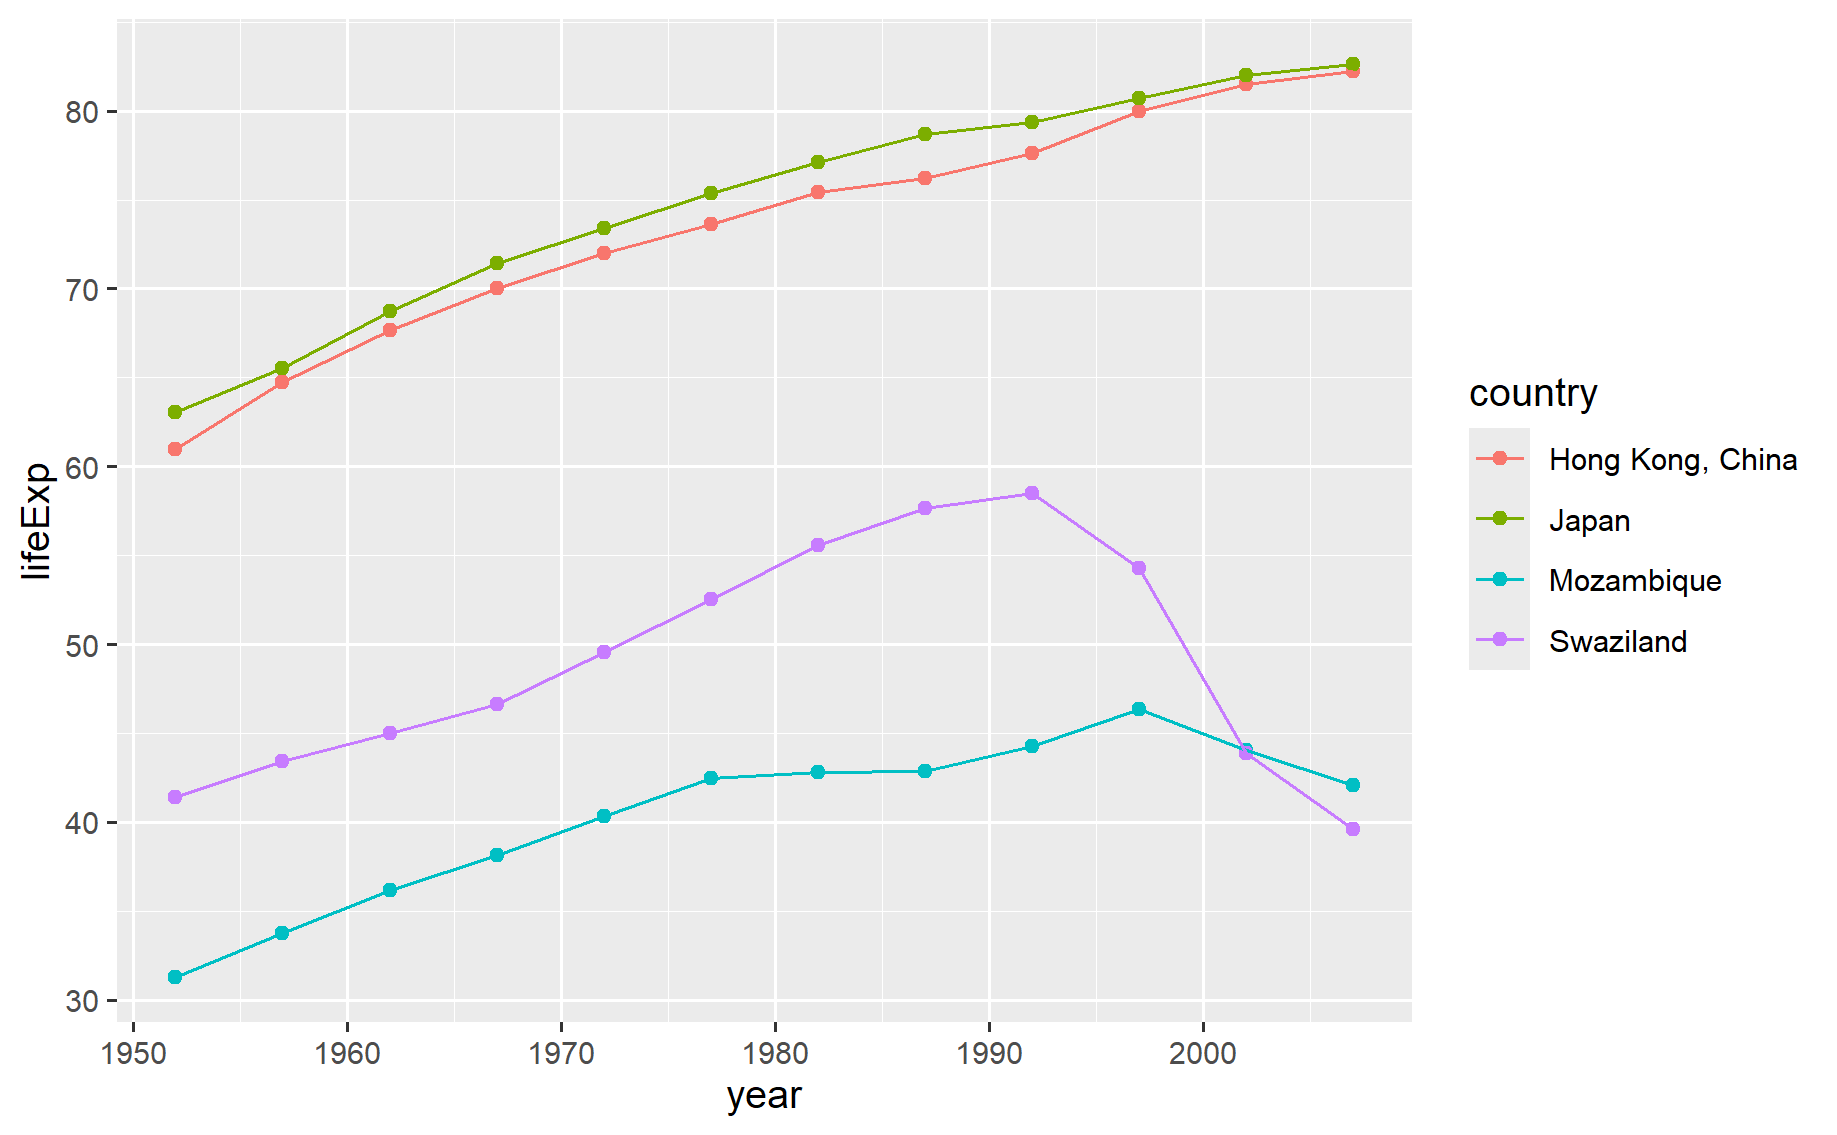 lifeExp
80
70
60
50
40
30
1950 1960 1970 1980 1990 2000
year
country
Hong Kong, China
Japan
Mozambique
Swaziland